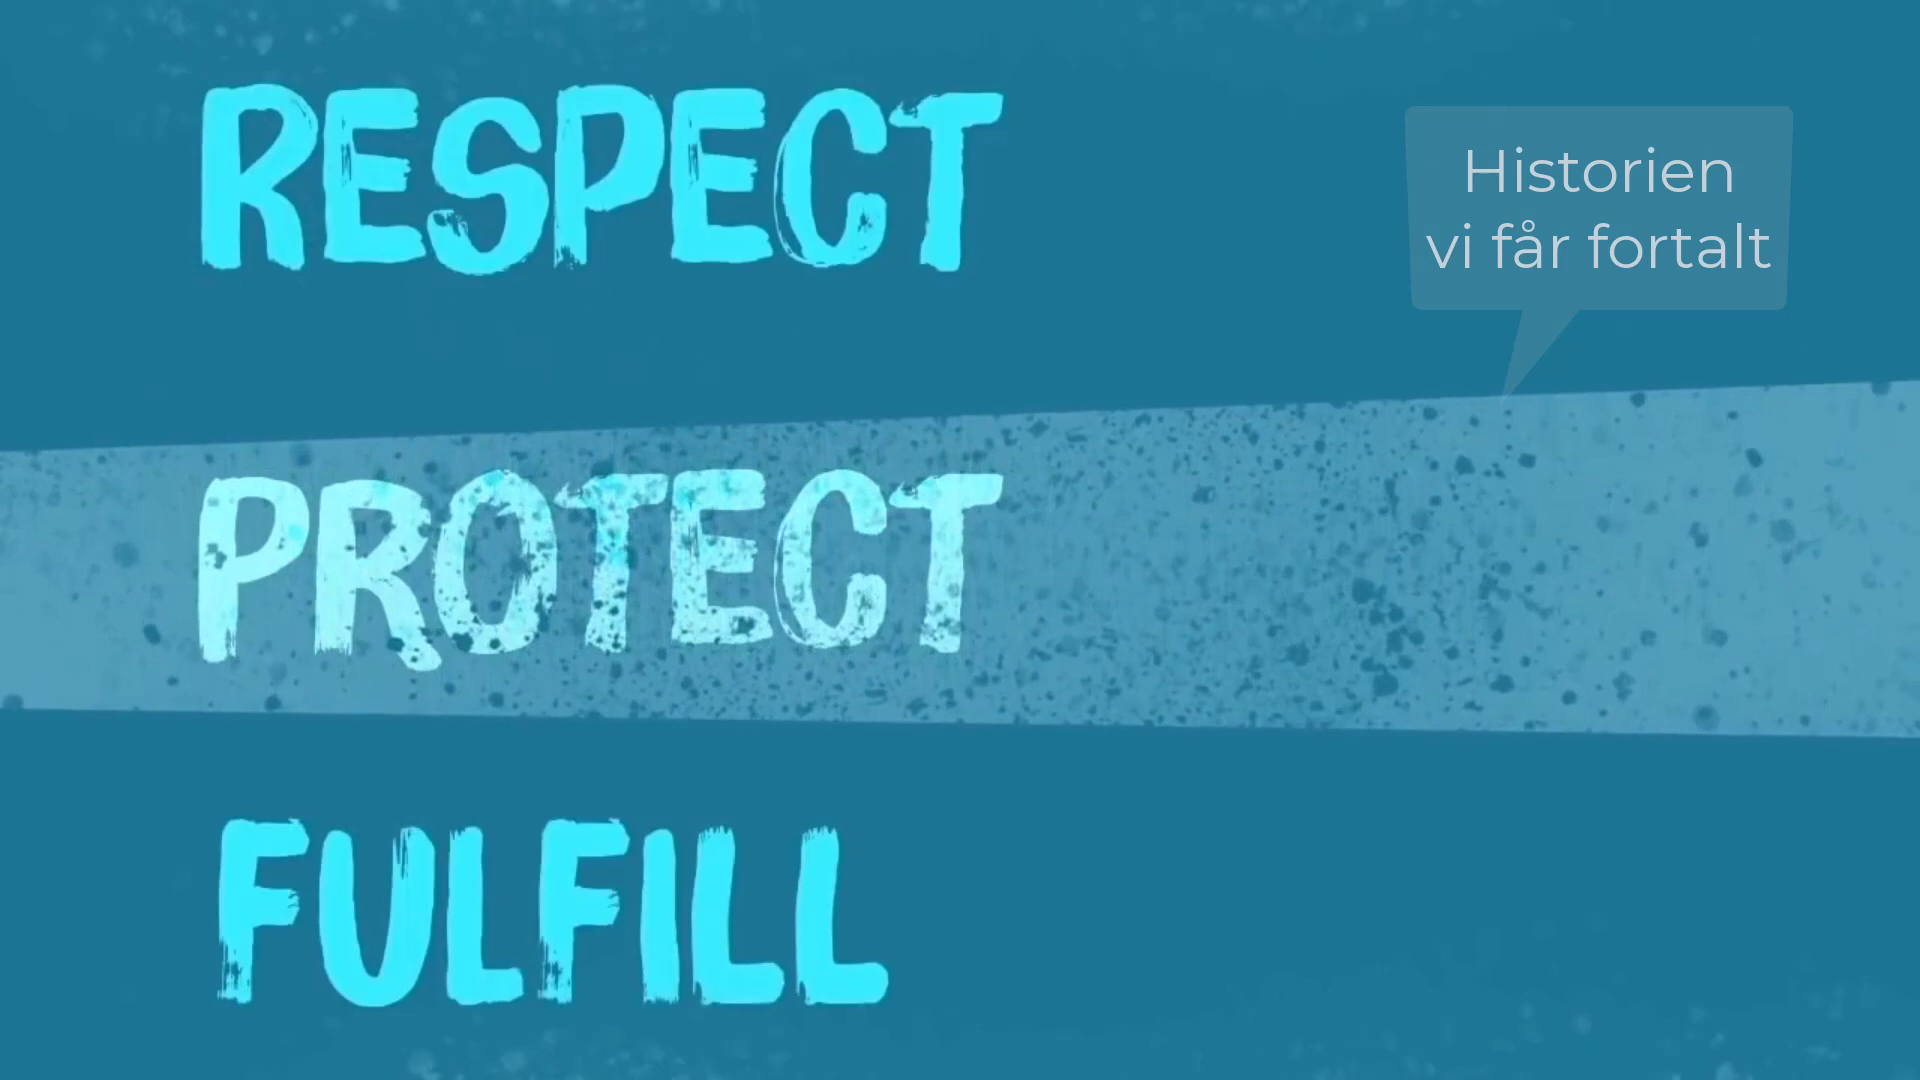 RESPECT
Historien
vi får fortalt
PROTECT
FULFILL